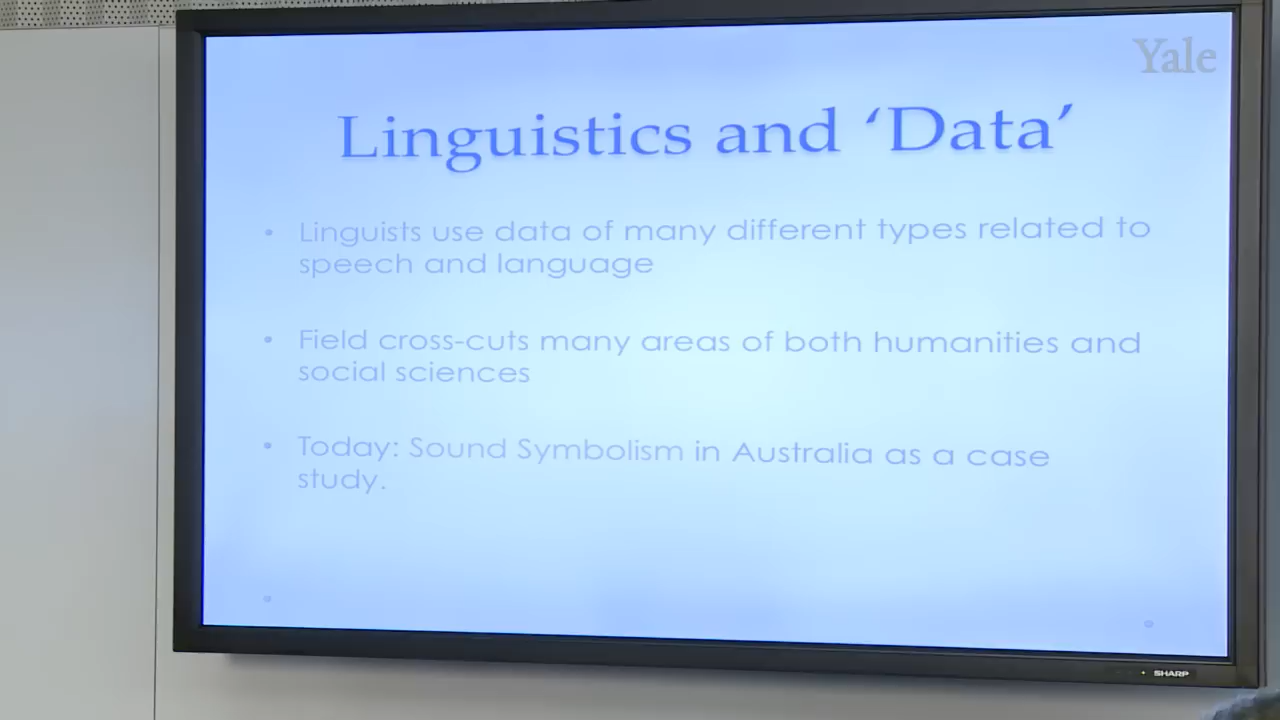 Yale
Linguistics and ‘Data’
• Linguists use data of many different types related to
speech and language
• Field cross-cuts many areas of both humanities and
social sciences
• Today: Sound Symbolism in Australia as a case
study.
SHARP